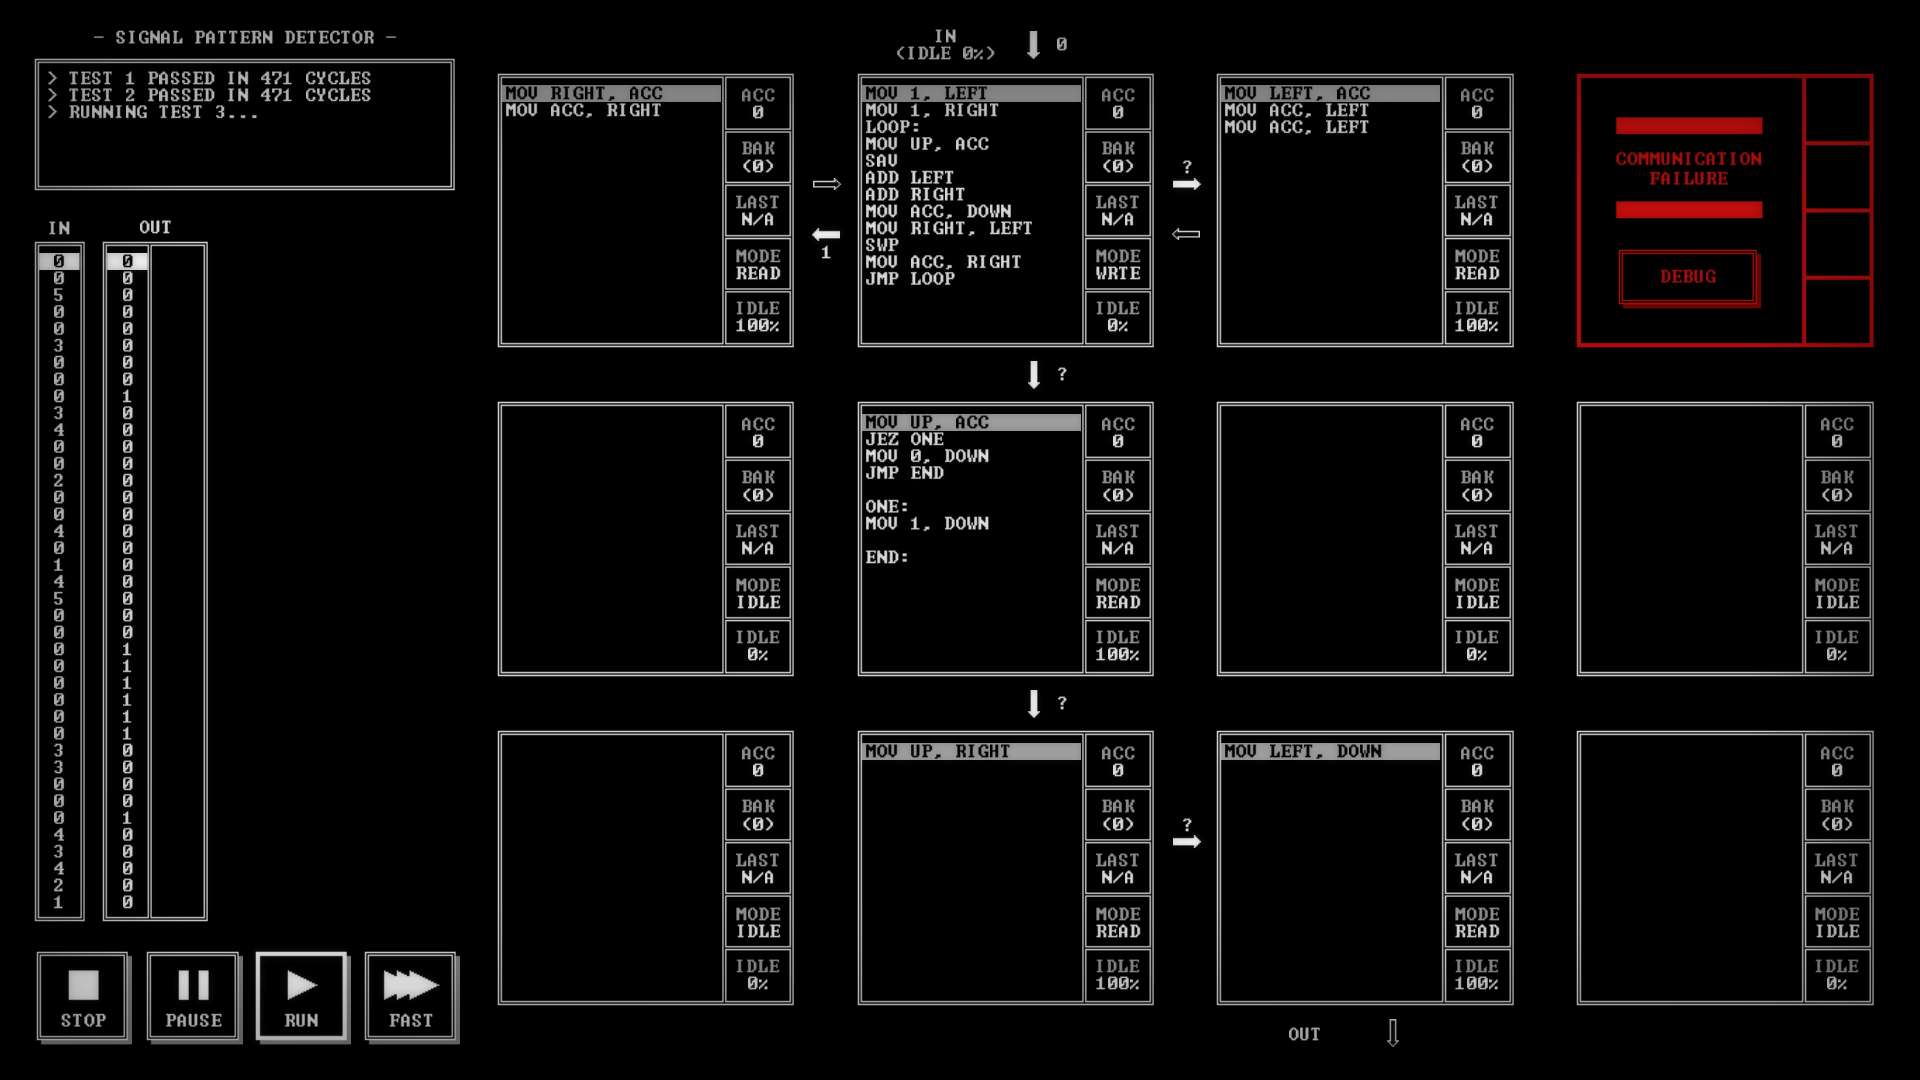 - SIGNAL PATTERN DETECTOR -
> TEST 1 PASSED IN 471 CYCLES
> TEST 2 PASSED IN 471 CYCLES
> RUNNING TEST 3...
IN
OUT
0 0
0 0
5 0
0 0
0 0
3 0
0 0
0 0
0 1
3 0
4 0
0 0
0 0
2 0
0 0
0 0
4 0
0 0
1 0
4 0
5 0
0 0
0 0
0 1
0 1
0 1
0 1
0 1
0 1
3 0
3 0
0 0
0 0
0 1
4 0
3 0
4 0
2 0
1 0
STOP
PAUSE
RUN
FAST
IN
(IDLE 0%)
0
MOV RIGHT, ACC
MOV ACC, RIGHT
ACC
0
BAK
(0)
LAST
N/A
MODE
READ
IDLE
100%
1
MOV 1, LEFT
MOV 1, RIGHT
LOOP:
MOV UP, ACC
SAV
ADD LEFT
ADD RIGHT
MOV ACC, DOWN
MOV RIGHT, LEFT
SWP
MOV ACC, RIGHT
JMP LOOP
ACC
0
BAK
(0)
LAST
N/A
MODE
WRTE
IDLE
0%
?
MOV LEFT, ACC
MOV ACC, LEFT
MOV ACC, LEFT
ACC
0
BAK
(0)
LAST
N/A
MODE
READ
IDLE
100%
COMMUNICATION
FAILURE
DEBUG
?
ACC
0
BAK
(0)
LAST
N/A
MODE
IDLE
IDLE
0%
MOV UP, ACC
JEZ ONE
MOV 0, DOWN
JMP END
ONE:
MOV 1, DOWN
END:
ACC
0
BAK
(0)
LAST
N/A
MODE
READ
IDLE
100%
ACC
0
BAK
(0)
LAST
N/A
MODE
IDLE
IDLE
0%
ACC
0
BAK
(0)
LAST
N/A
MODE
IDLE
IDLE
0%
?
ACC
0
BAK
(0)
LAST
N/A
MODE
IDLE
IDLE
0%
MOV UP, RIGHT
ACC
0
BAK
(0)
LAST
N/A
MODE
READ
IDLE
100%
?
MOV LEFT, DOWN
ACC
0
BAK
(0)
LAST
N/A
MODE
READ
IDLE
100%
ACC
0
BAK
(0)
LAST
N/A
MODE
IDLE
IDLE
0%
OUT